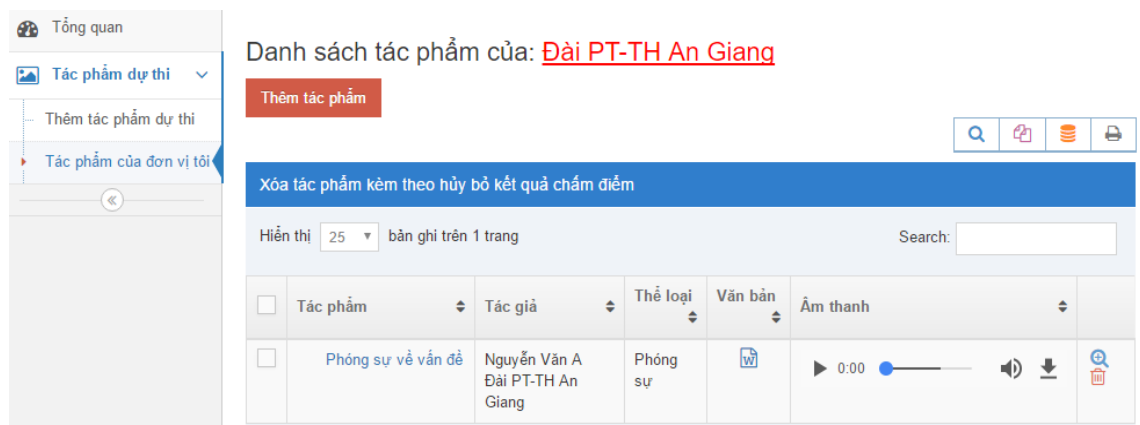 Tổng quan
Tác phẩm dự thi
Thêm tác phẩm dự thi
Tác phẩm của đơn vị tôi
Danh sách tác phẩm của: Đài PT-TH An Giang
Thêm tác phẩm
Xóa tác phẩm kèm theo hủy bỏ kết quả chấm điểm
Hiển thị 25 bản ghi trên 1 trang Search:
Tác phẩm Tác giả Thể loại Văn bản Âm thanh
Phóng sự về vấn đề Nguyễn Văn A Phóng 0:00
Đài PT-TH An sự
Giang